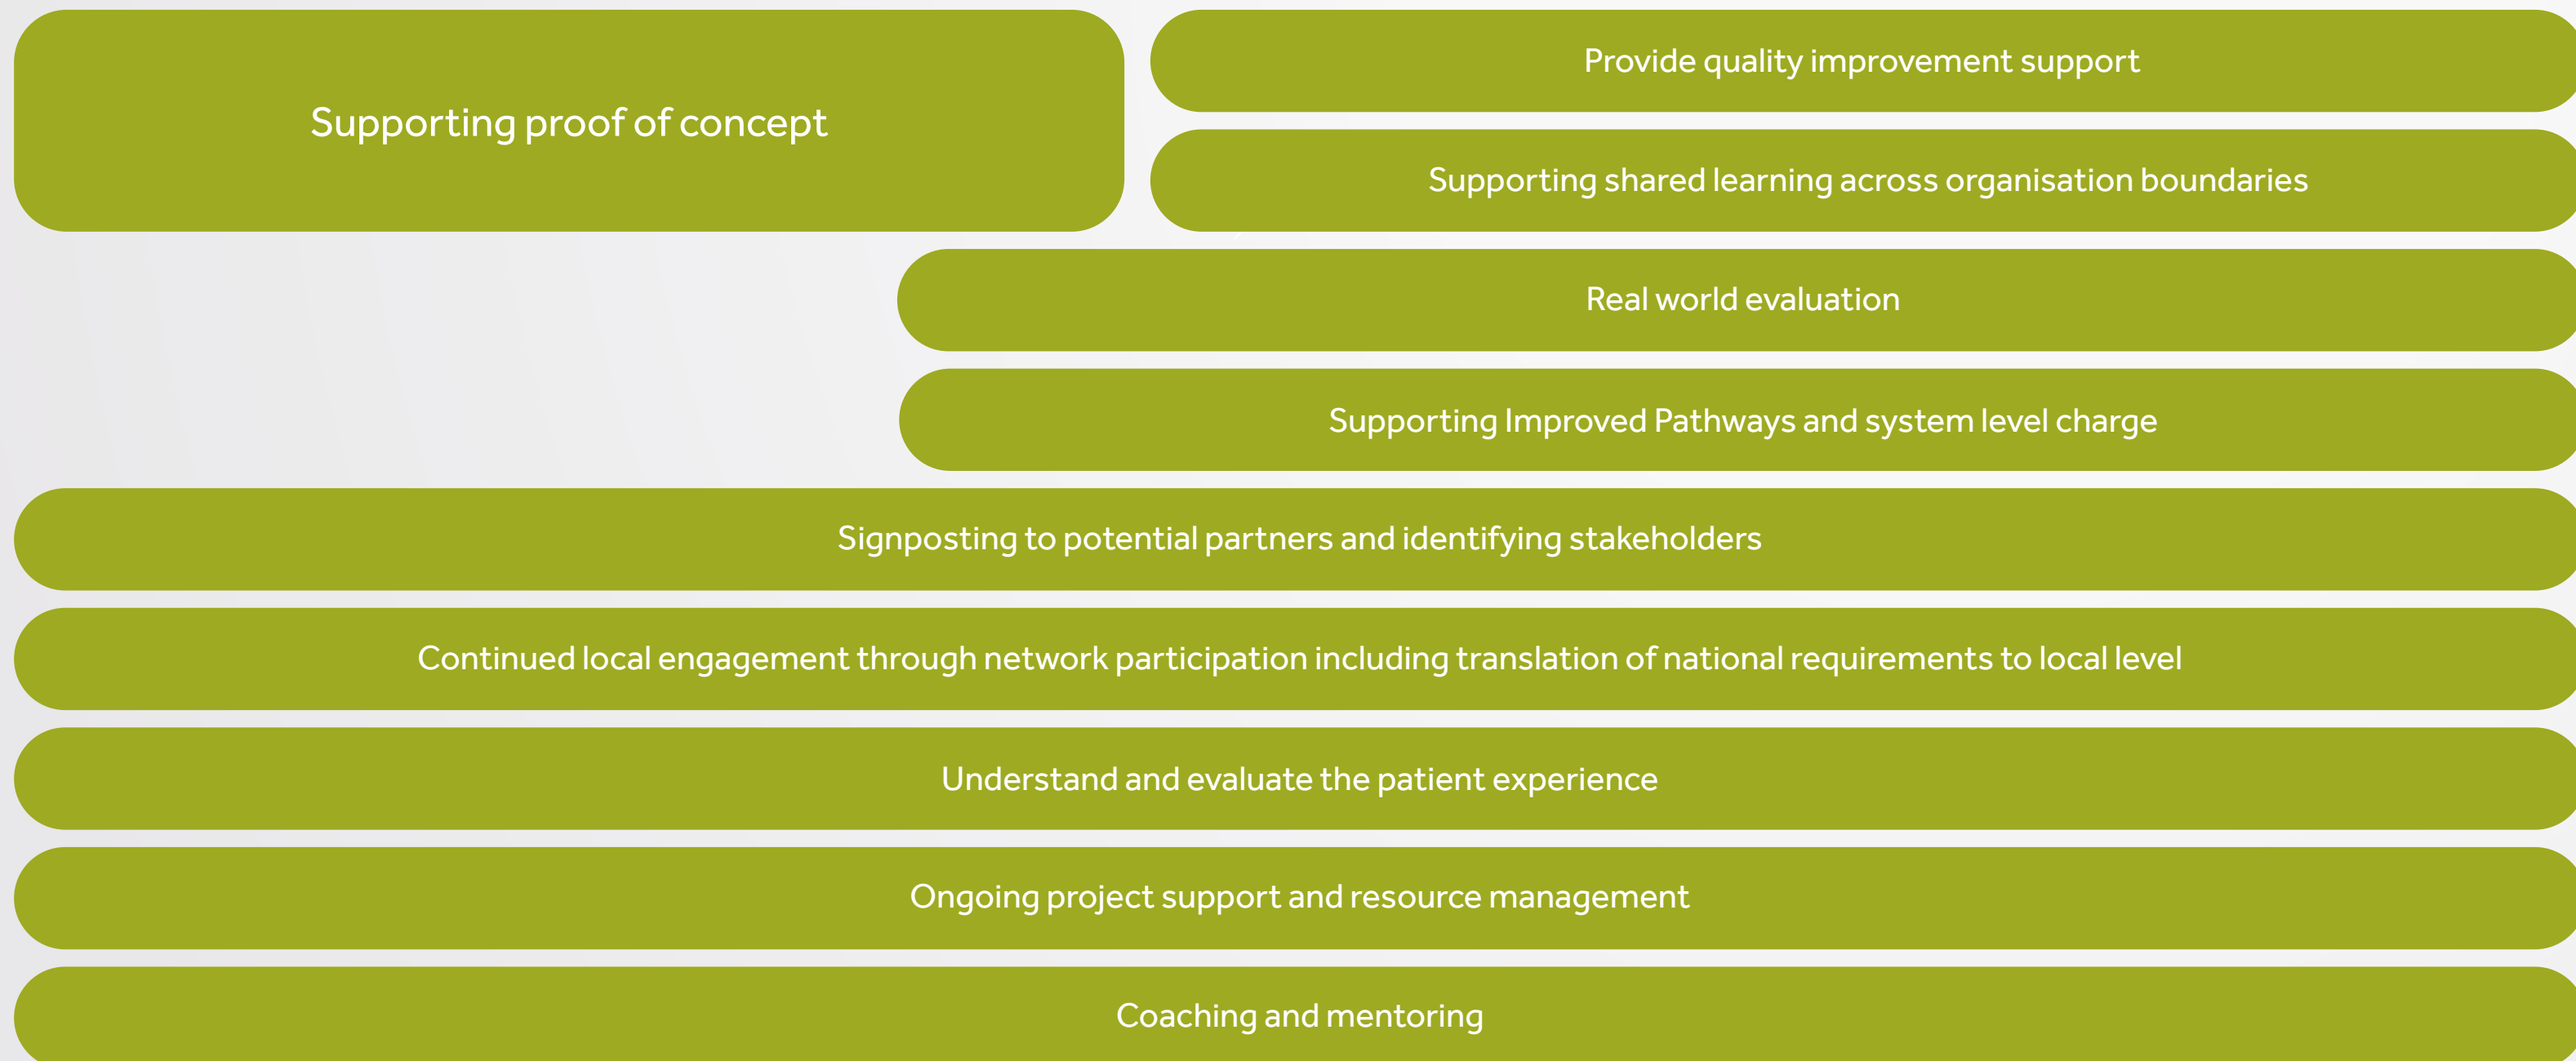 Supporting proof of concept
Provide quality improvement support
Supporting shared learning across organisation boundaries
Real world evaluation
Supporting Improved Pathways and system level charge
Signposting to potential partners and identifying stakeholders
Continued local engagement through network participation including translation of national requirements to local level
Understand and evaluate the patient experience
Ongoing project support and resource management
Coaching and mentoring